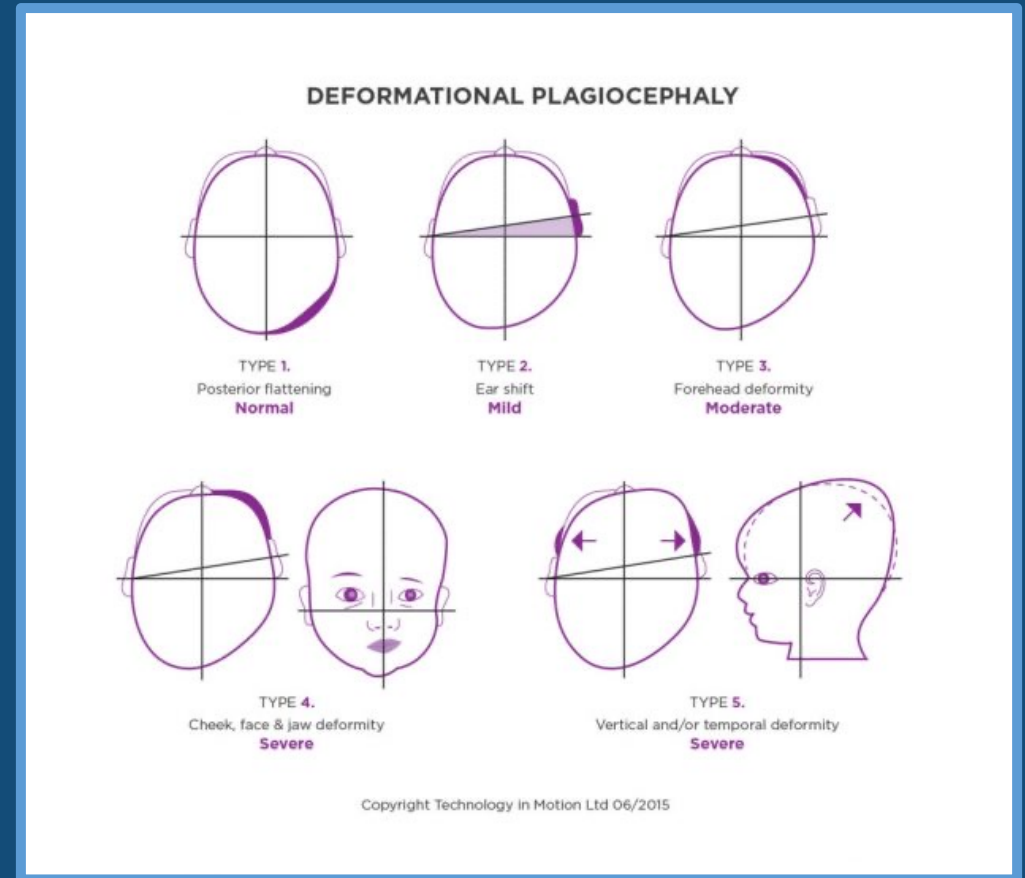 DEFORMATIONAL PLAGIOCEPHALY
TYPE 1.
Posterior flattening
Normal
TYPE 2.
Ear shift
Mild
TYPE 3.
Forehead deformity
Moderate
TYPE 4.
Cheek, face & jaw deformity
Severe
TYPE 5.
Vertical and/or temporal deformity
Severe
Copyright Technology in Motion Ltd 06/2015